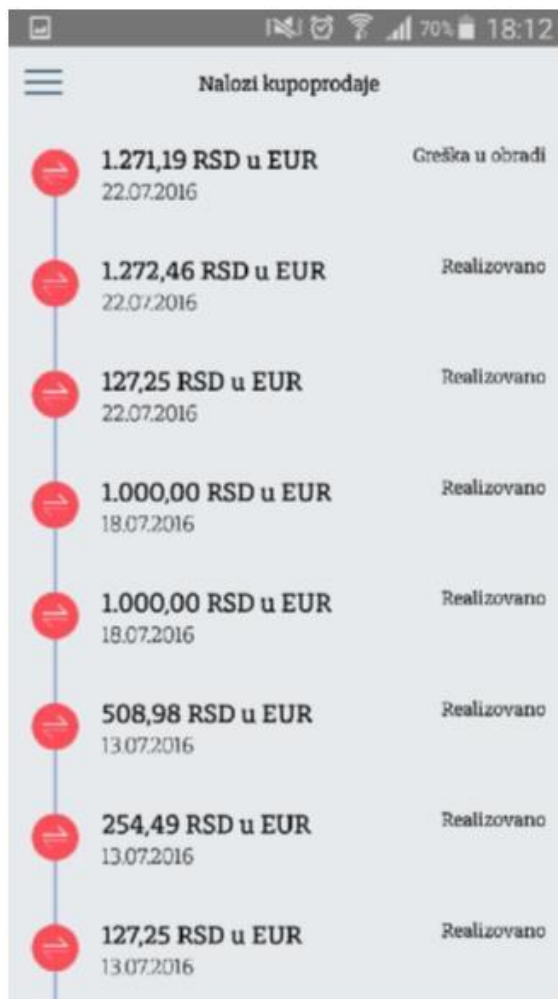 70% 18:12
Nalozi kupoprodaje
1.271,19 RSD u EUR Greška u obradi
22.07.2016
1.272,46 RSD u EUR Realizovano
22.07.2016
127,25 RSD u EUR Realizovano
22.07.2016
1.000,00 RSD u EUR Realizovano
18.07.2016
1.000,00 RSD u EUR Realizovano
18.07.2016
508,98 RSD u EUR Realizovano
13.07.2016
254,49 RSD u EUR Realizovano
13.07.2016
127,25 RSD u EUR Realizovano
13.07.2016